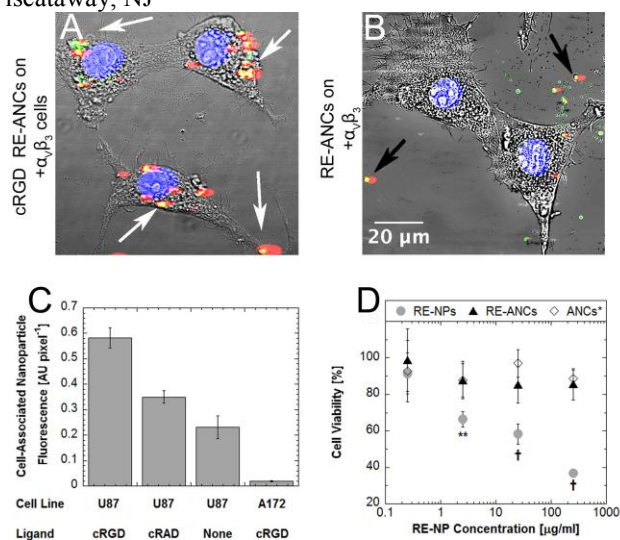 iscataway, NJ
A
cRGD RE-ANCs on
+αvβ3 cells
B
RE-ANCs on
+αvβ3
20 μm
C
Cell-Associated Nanoparticle
Fluorescence [AU pixel-1]
0.7
0.6
0.5
0.4
0.3
0.2
0.1
0
Cell Line U87 U87 U87 A172
Ligand cRGD cRAD None cRGD
D
RE-NPs RE-ANCs ANCs*
Cell Viability [%]
100
80
60
40
20
**
†
†
0.1 1 10 100 1000
RE-NP Concentration [μg/ml]